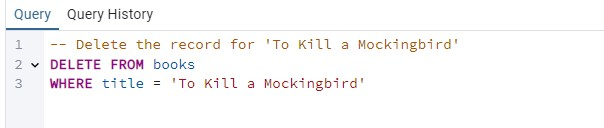 Query Query History
1 -- Delete the record for 'To Kill a Mockingbird'
2 DELETE FROM books
3 WHERE title = 'To Kill a Mockingbird'